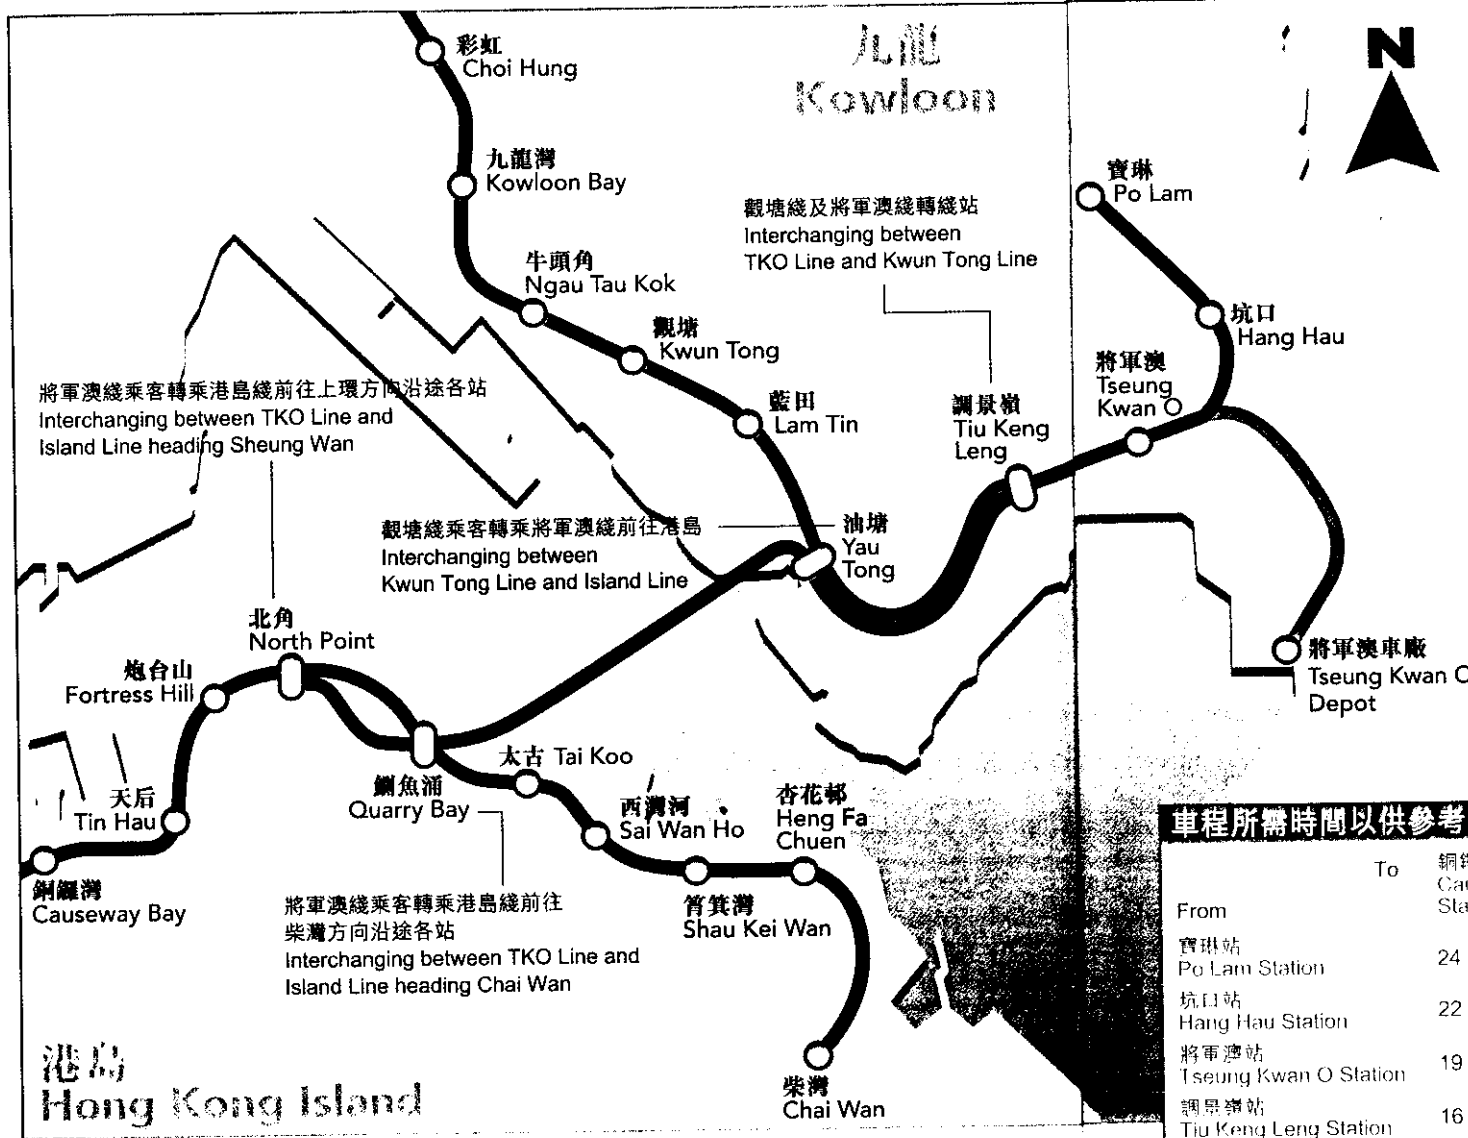 九龍
Kowloon
N
彩虹
Choi Hung
九龍灣
Kowloon Bay
寶琳
Po Lam
觀塘綫及將軍澳綫轉綫站
Interchanging between
TKO Line and Kwun Tong Line
牛頭角
Ngau Tau Kok
觀塘
Kwun Tong
坑口
Hang Hau
將軍澳
Tseung
Kwan O
將軍澳綫乘客轉乘港島綫前往上環方向沿途各站
Interchanging between TKO Line and
Island Line heading Sheung Wan
藍田
Lam Tin
調景嶺
Tiu Keng
Leng
觀塘綫乘客轉乘將軍澳綫前往港島
Interchanging between
Kwun Tong Line and Island Line
油塘
Yau
Tong
北角
North Point
炮台山
Fortress Hill
將軍澳車廠
Tseung Kwan O
Depot
太古 Tai Koo
鰂魚涌
Quarry Bay
天后
Tin Hau
西灣河
Sai Wan Ho
杏花邨
Heng Fa
Chuen
銅鑼灣
Causeway Bay
筲箕灣
Shau Kei Wan
將軍澳綫乘客轉乘港島綫前往
柴灣方向沿途各站
Interchanging between TKO Line and
Island Line heading Chai Wan
柴灣
Chai Wan
港島
Hong Kong Island
車程所需時間以供參考
To
From
寶琳站
Po Lam Station 24
坑口站
Hang Hau Station 22
將軍澳站
Tseung Kwan O Station 19
調景嶺站
Tiu Keng Leng Station 16